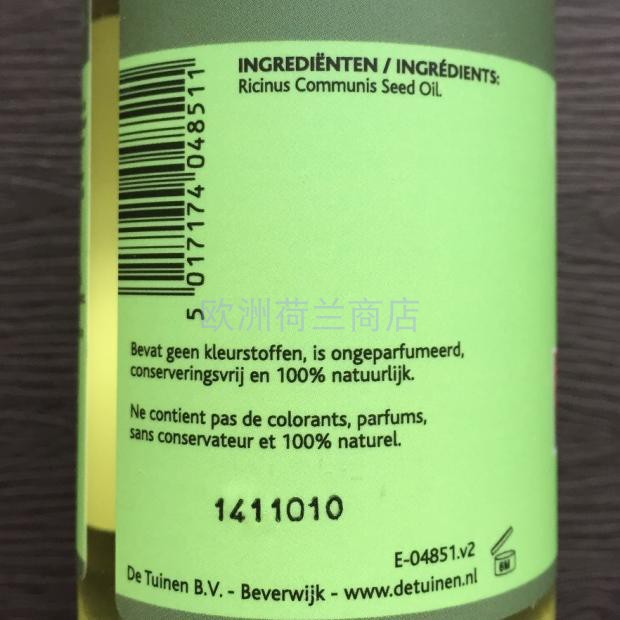 INGREDIËNTEN / INGRÉDIENTS:
Ricinus Communis Seed Oil.
5 017174 048511
欧洲荷兰商店
Bevat geen kleurstoffen, is ongeparfumeerd,
conserveringsvrij en 100% natuurlijk.
Ne contient pas de colorants, parfums,
sans conservateur et 100% naturel.
1411010
E-04851.v2
6M
De Tuinen B.V. - Beverwijk - www.detuinen.nl